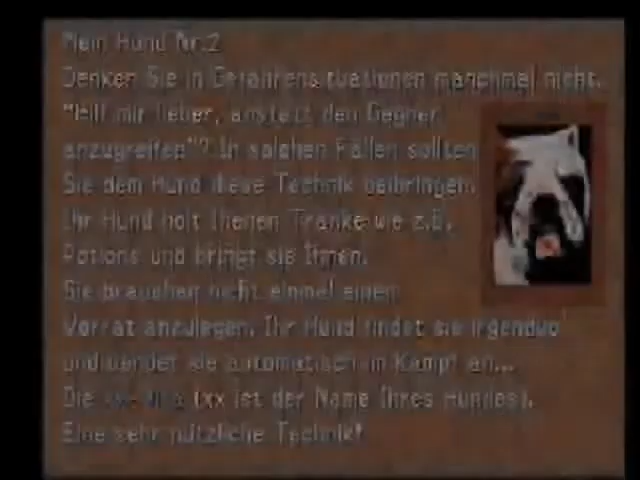 Mein Hund Nr.2
Denken Sie in Gefahrensituationen manchmal nicht,
"Hilf mir lieber, anstatt den Gegner
anzugreifen"? In solchen Fällen sollten
Sie dem Hund diese Technik beibringen.
Ihr Hund holt Ihenen Tränke wie z.B.
Potions und bringt sie Ihnen.
Sie brauchen nicht einmal einen
Vorrat anzulegen. Ihr Hund findet sie irgendwo
und wendet sie automatisch im Kampf an...
Die (xx ist der Name Ihres Hundes).
Eine sehr nützliche Technik!